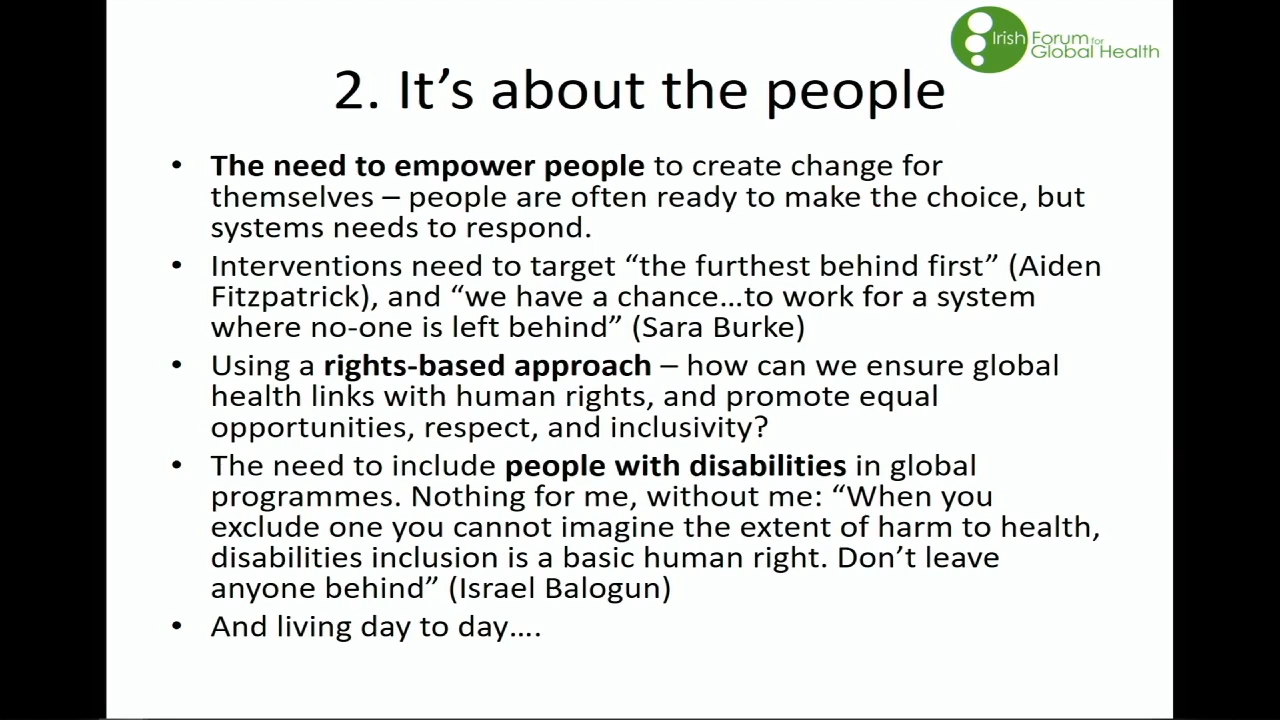 Irish Forum for
Global Health
2. It’s about the people
• The need to empower people to create change for
themselves – people are often ready to make the choice, but
systems needs to respond.
• Interventions need to target “the furthest behind first” (Aiden
Fitzpatrick), and “we have a chance…to work for a system
where no-one is left behind” (Sara Burke)
• Using a rights-based approach – how can we ensure global
health links with human rights, and promote equal
opportunities, respect, and inclusivity?
• The need to include people with disabilities in global
programmes. Nothing for me, without me: “When you
exclude one you cannot imagine the extent of harm to health,
disabilities inclusion is a basic human right. Don’t leave
anyone behind” (Israel Balogun)
• And living day to day….